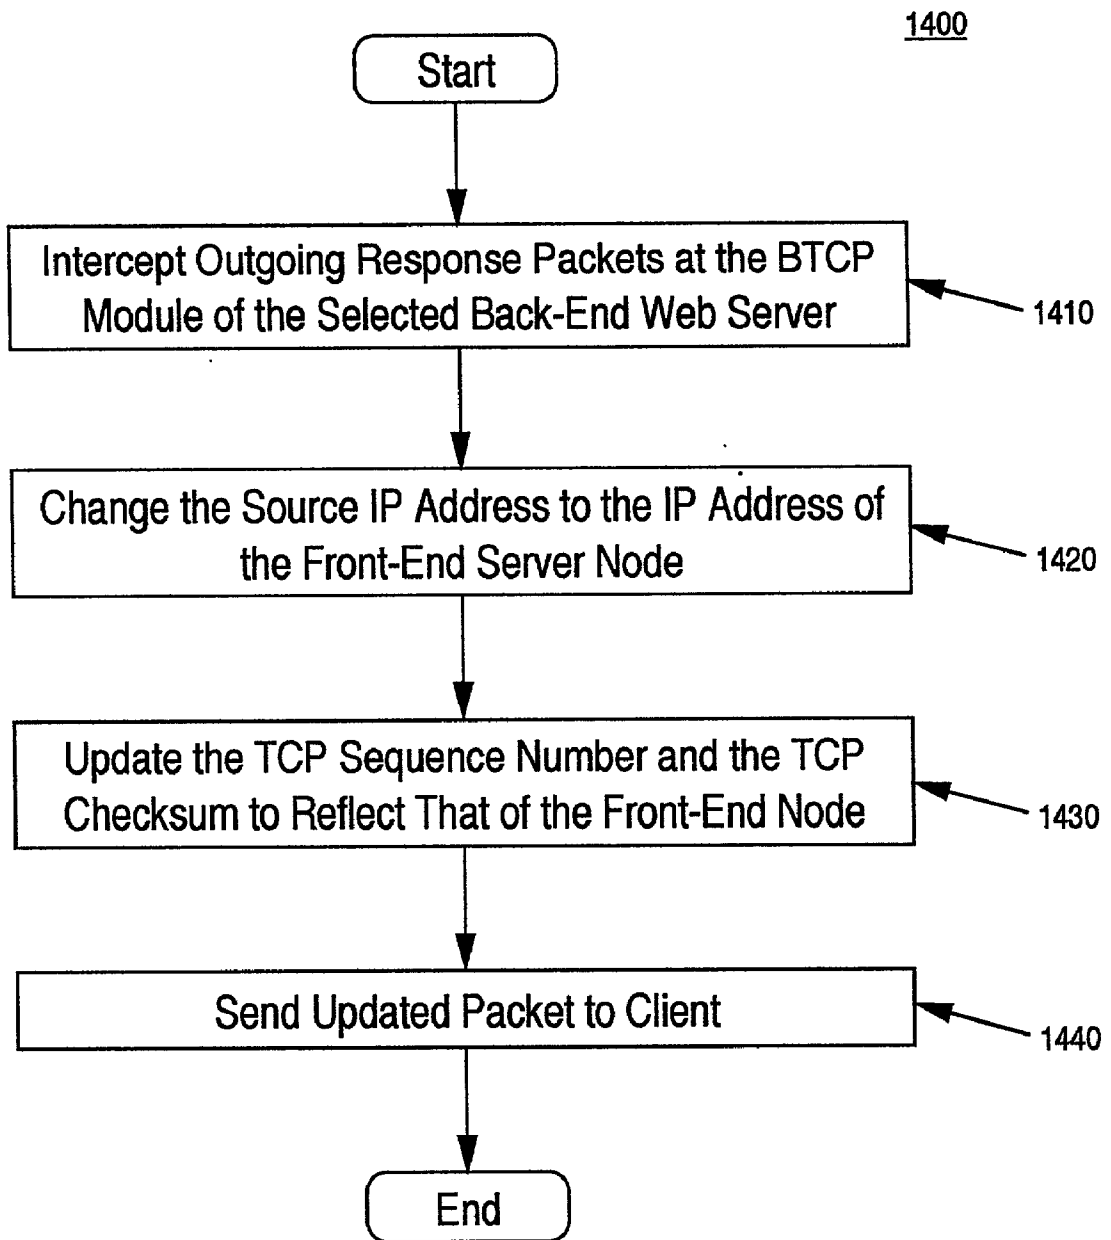 1400
Start
Intercept Outgoing Response Packets at the BTCP
Module of the Selected Back-End Web Server
1410
Change the Source IP Address to the IP Address of
the Front-End Server Node
1420
Update the TCP Sequence Number and the TCP
Checksum to Reflect That of the Front-End Node
1430
Send Updated Packet to Client
1440
End